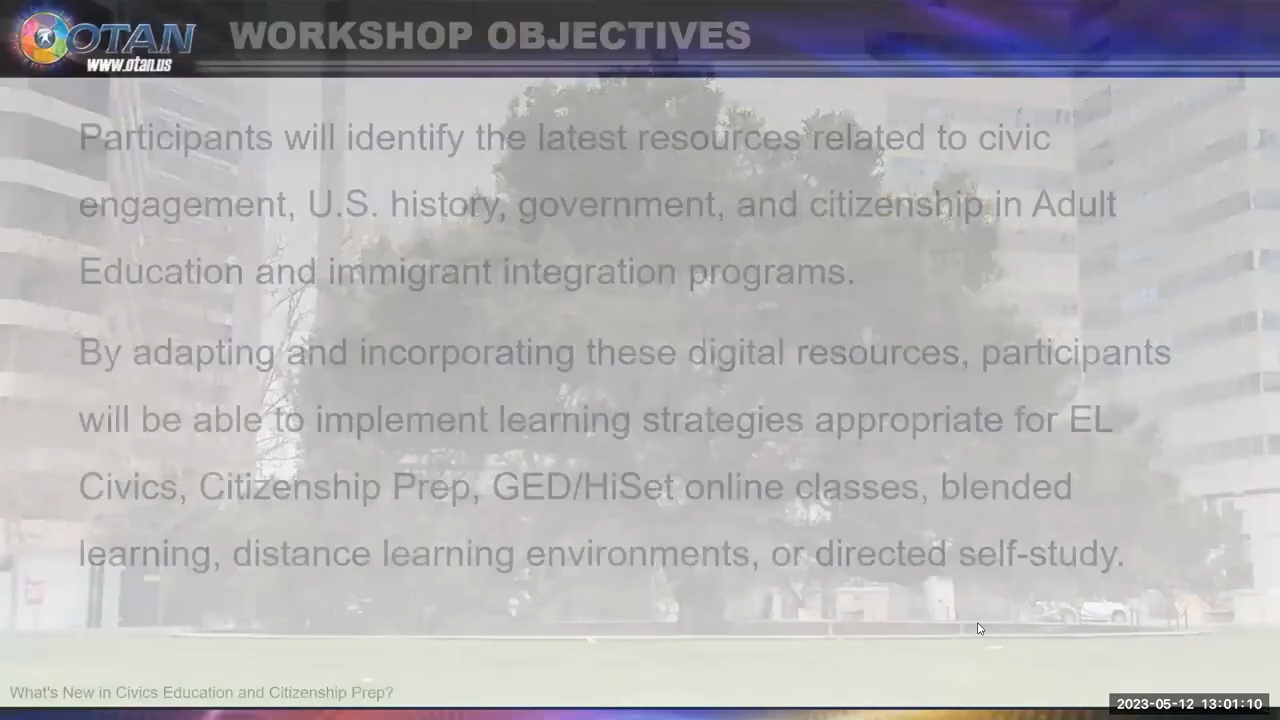 OTAN
www.otan.us
WORKSHOP OBJECTIVES
Participants will identify the latest resources related to civic
engagement, U.S. history, government, and citizenship in Adult
Education and immigrant integration programs.
By adapting and incorporating these digital resources, participants
will be able to implement learning strategies appropriate for EL
Civics, Citizenship Prep, GED/HiSet online classes, blended
learning, distance learning environments, or directed self-study.
What's New in Civics Education and Citizenship Prep?
2023-05-12 13:01:10